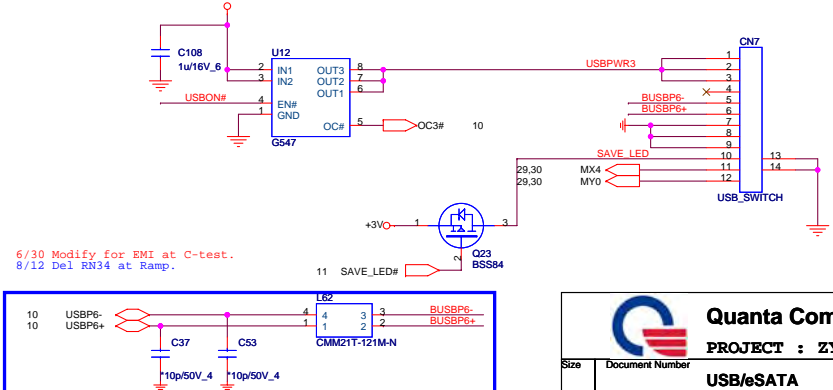 CN7
C108
1u/16V_6
U12
2 IN1 OUT3 8
3 IN2 OUT2 7
OUT1 6
USBON# 4 EN#
1 GND
OC# 5 OC3# 10
G547
USBPWR3
1
2
3
4
BUSBP6- 5
BUSBP6+ 6
7
8
9
SAVE_LED 10 13
29,30 MX4 11 14
29,30 MY0 12
USB_SWITCH
+3V 1 3
2
Q23
BSS84
11 SAVE_LED#
6/30 Modify for EMI at C-test.
8/12 Del RN34 at Ramp.
L62
10 USBP6- 4 4 3 3 BUSBP6-
10 USBP6+ 1 1 2 2 BUSBP6+
CMM21T-121M-N
C37 C53
*10p/50V_4 *10p/50V_4
Quanta Com
PROJECT : ZY
Size Document Number
USB/eSATA